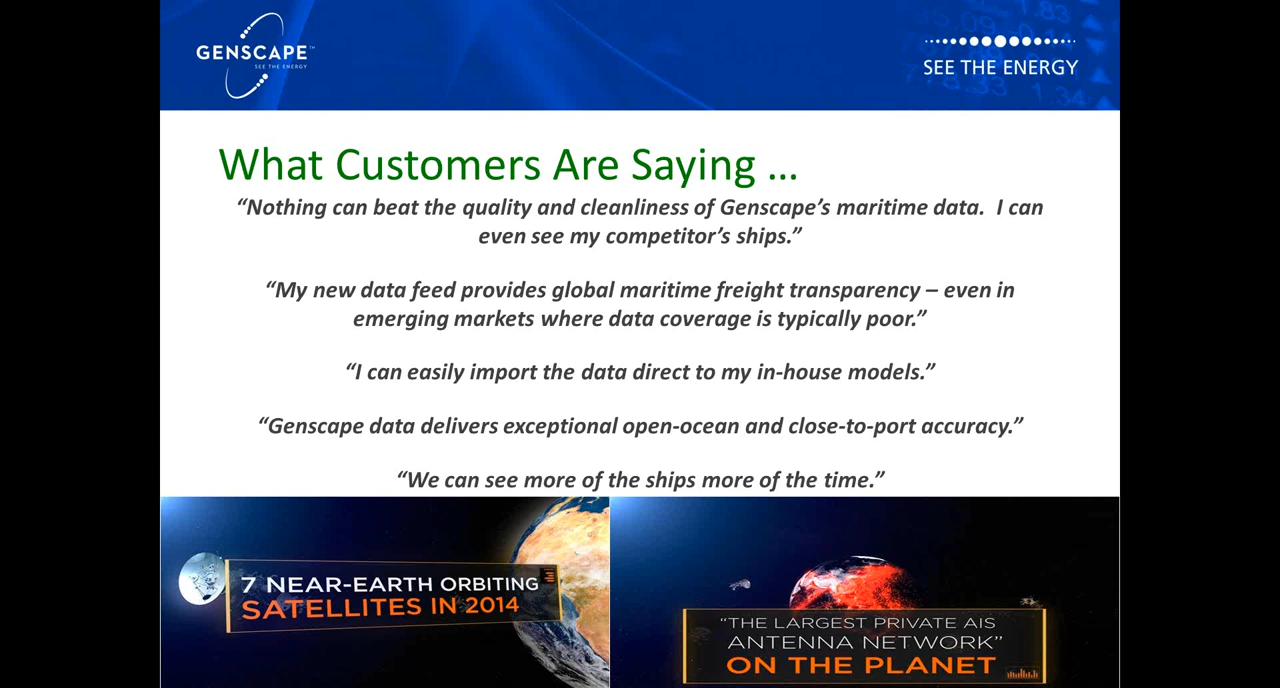 GENSCAPE™
SEE THE ENERGY
SEE THE ENERGY
What Customers Are Saying ...
“Nothing can beat the quality and cleanliness of Genscape’s maritime data.  I can
even see my competitor’s ships.”
“My new data feed provides global maritime freight transparency – even in
emerging markets where data coverage is typically poor.”
“I can easily import the data direct to my in-house models.”
“Genscape data delivers exceptional open-ocean and close-to-port accuracy.”
“We can see more of the ships more of the time.”
7 NEAR-EARTH ORBITING
SATELLITES IN 2014
“THE LARGEST PRIVATE AIS
ANTENNA NETWORK”
ON THE PLANET